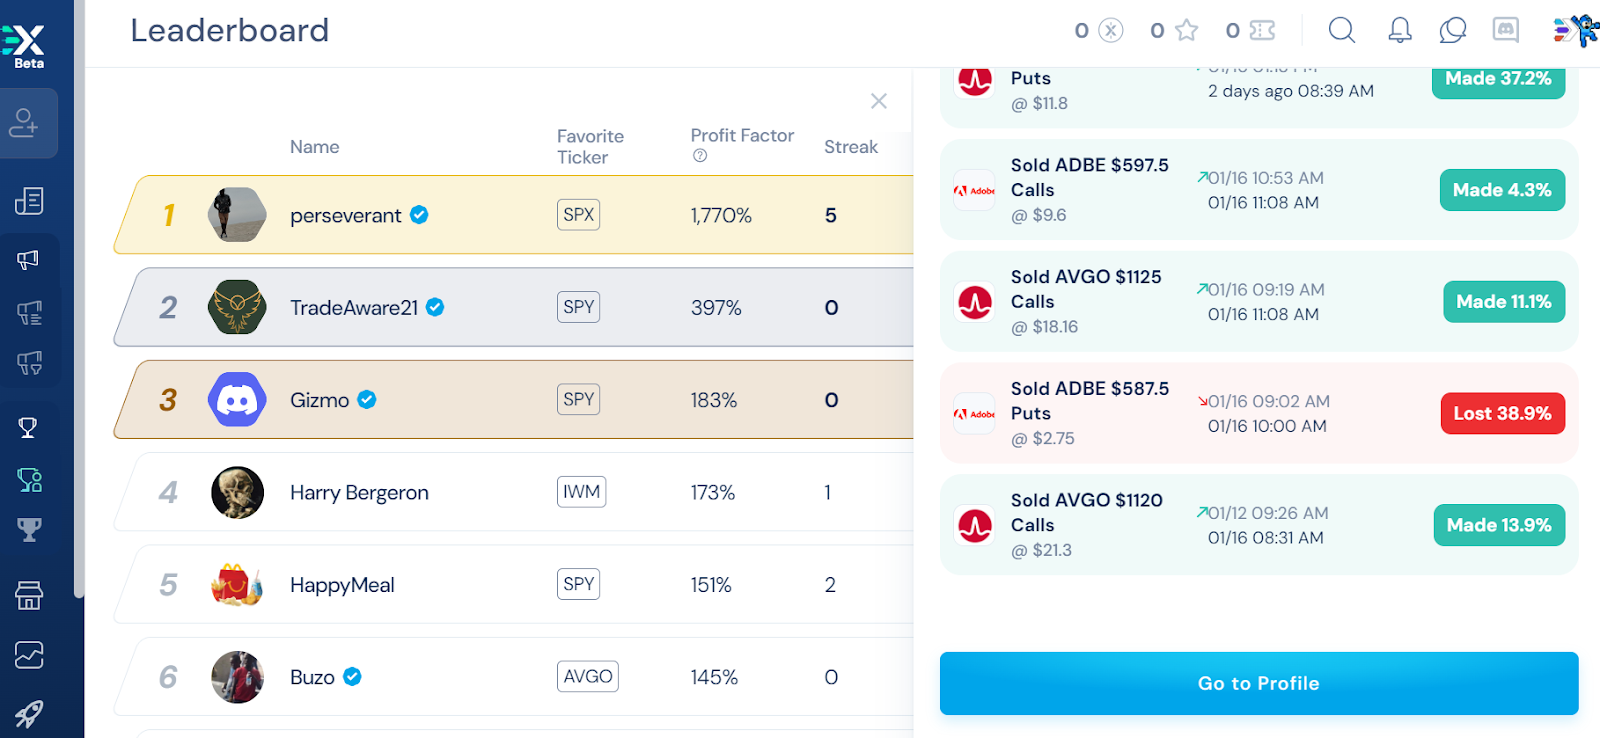 X
Beta
Leaderboard
0
0
0
Name
Favorite
Ticker
Profit Factor
Streak
1
perseverant
SPX
1,770%
5
2
TradeAware21
SPY
397%
0
3
Gizmo
SPY
183%
0
4
Harry Bergeron
IWM
173%
1
5
HappyMeal
SPY
151%
2
6
Buzo
AVGO
145%
0
Puts
@ $11.8
2 days ago 08:39 AM
Made 37.2%
Adobe
Sold ADBE $597.5
Calls
@ $9.6
01/16 10:53 AM
01/16 11:08 AM
Made 4.3%
Sold AVGO $1125
Calls
@ $18.16
01/16 09:19 AM
01/16 11:08 AM
Made 11.1%
Adobe
Sold ADBE $587.5
Puts
@ $2.75
01/16 09:02 AM
01/16 10:00 AM
Lost 38.9%
Sold AVGO $1120
Calls
@ $21.3
01/12 09:26 AM
01/16 08:31 AM
Made 13.9%
Go to Profile